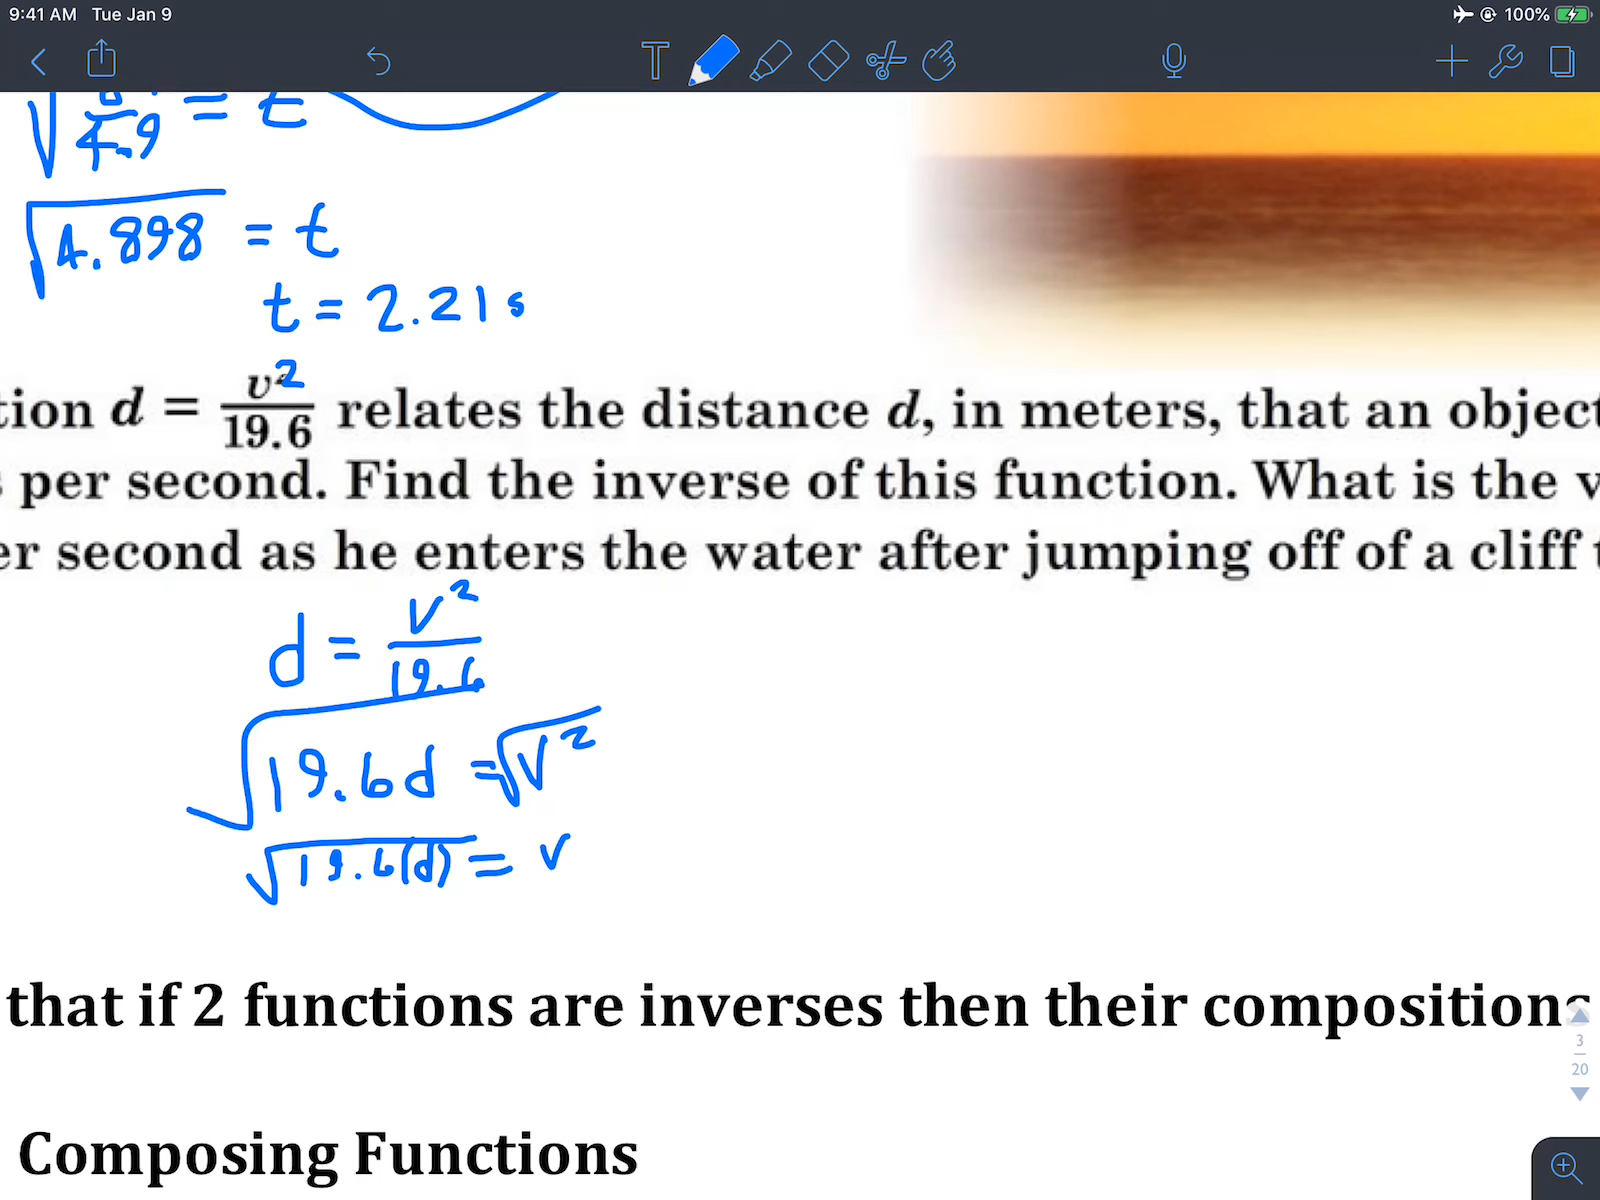 9:41 AM Tue Jan 9
100%
T
4.9 = t
√4.898 = t
t = 2.21 s
d = v²/19.6 relates the distance d, in meters, that an object
per second. Find the inverse of this function. What is the v
er second as he enters the water after jumping off of a cliff
d = v²/19.6
√19.6d = √v²
√19.6(d) = v
that if 2 functions are inverses then their compositions
3
20
Composing Functions